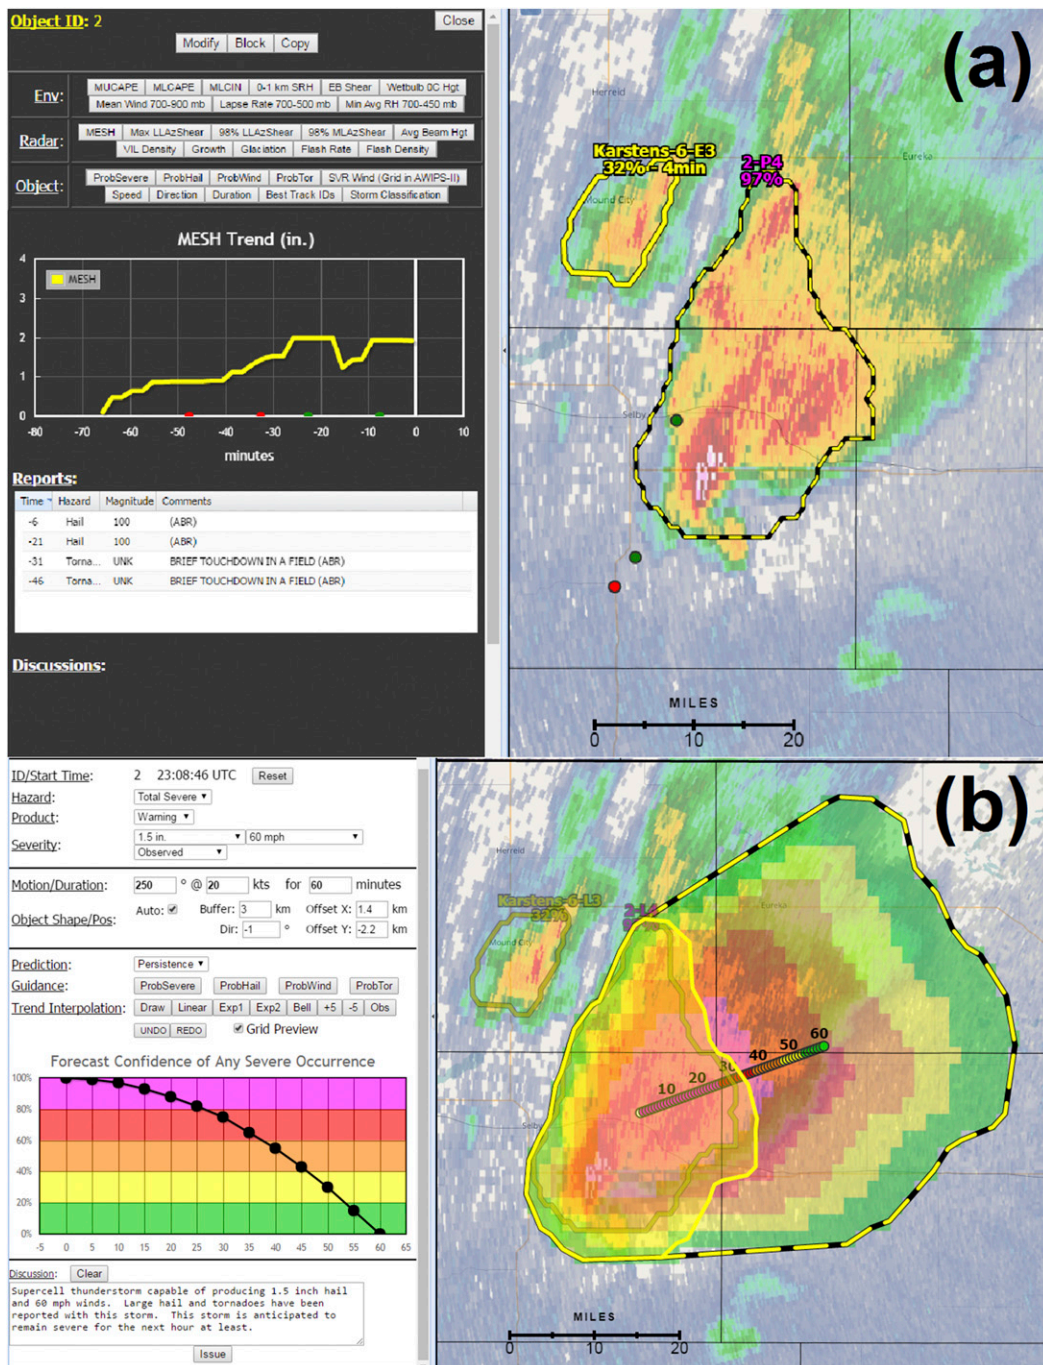 Object ID: 2
Close
Modify Block Copy
Env:
MUCAPE MLCAPE MLCIN 0-1 km SRH EB Shear Wetbulb 0C Hgt
Mean Wind 700-900 mb Lapse Rate 700-500 mb Min Avg RH 700-450 mb
Radar:
MESH Max LLAzShear 98% LLAzShear 98% MLAzShear Avg Beam Hgt
VIL Density Growth Glaciation Flash Rate Flash Density
Object:
ProbSevere ProbHail ProbWind ProbTor SVR Wind (Grid in AWIPS-II)
Speed Direction Duration Best Track IDs Storm Classification
MESH Trend (in.)
MESH
4
3
2
1
0
-80 -70 -60 -50 -40 -30 -20 -10 0 10
minutes
Reports:
Time Hazard Magnitude Comments
-6 Hail 100 (ABR)
-21 Hail 100 (ABR)
-31 Torna... UNK BRIEF TOUCHDOWN IN A FIELD (ABR)
-46 Torna... UNK BRIEF TOUCHDOWN IN A FIELD (ABR)
Discussions:
(a)
Herreid
Karstens-6-E3
32% - 4min
2-P4
97%
Eureka
Mound City
Selby
MILES
0 10 20
ID/Start Time: 2 23:08:46 UTC Reset
Hazard: Total Severe
Product: Warning
Severity: 1.5 in. 60 mph
Observed
Motion/Duration: 250 ° @ 20 kts for 60 minutes
Object Shape/Pos: Auto: Buffer: 3 km Offset X: 1.4 km
Dir: -1 ° Offset Y: -2.2 km
Prediction: Persistence
Guidance: ProbSevere ProbHail ProbWind ProbTor
Trend Interpolation: Draw Linear Exp1 Exp2 Bell +5 -5 Obs
UNDO REDO Grid Preview
Forecast Confidence of Any Severe Occurrence
100%
80%
60%
40%
20%
0%
-5 0 5 10 15 20 25 30 35 40 45 50 55 60 65
Discussion: Clear
Supercell thunderstorm capable of producing 1.5 inch hail
and 60 mph winds. Large hail and tornadoes have been
reported with this storm. This storm is anticipated to
remain severe for the next hour at least.
Issue
(b)
Herreid
Karstens-6-L3
32%
2-L4
Eureka
Mound City
Selby
10 20 30 40 50 60
MILES
0 10 20